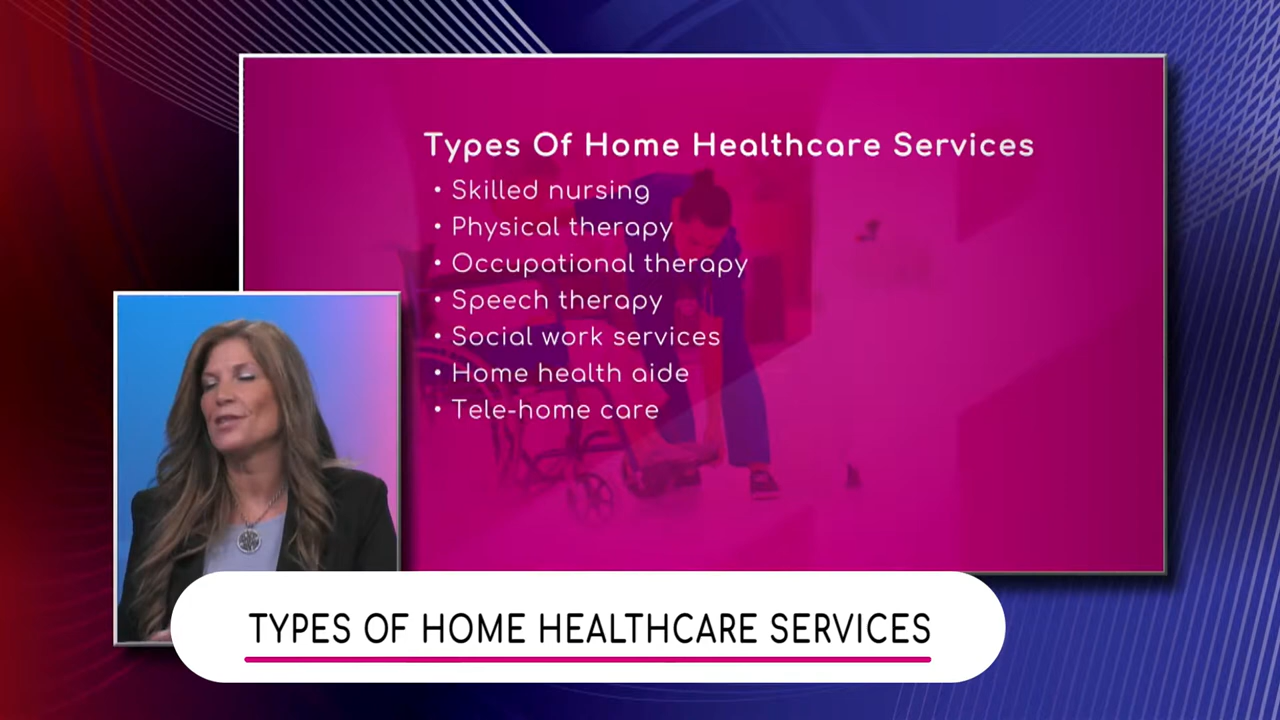 Types Of Home Healthcare Services
• Skilled nursing
• Physical therapy
• Occupational therapy
• Speech therapy
• Social work services
• Home health aide
• Tele-home care
TYPES OF HOME HEALTHCARE SERVICES